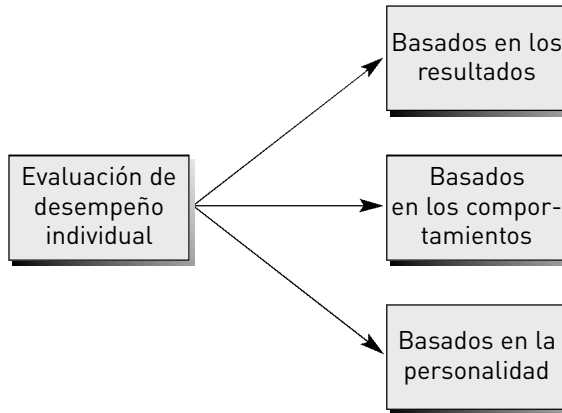 Basados en los
resultados
Evaluación de
desempeño
individual
Basados
en los compor-
tamientos
Basados en la
personalidad